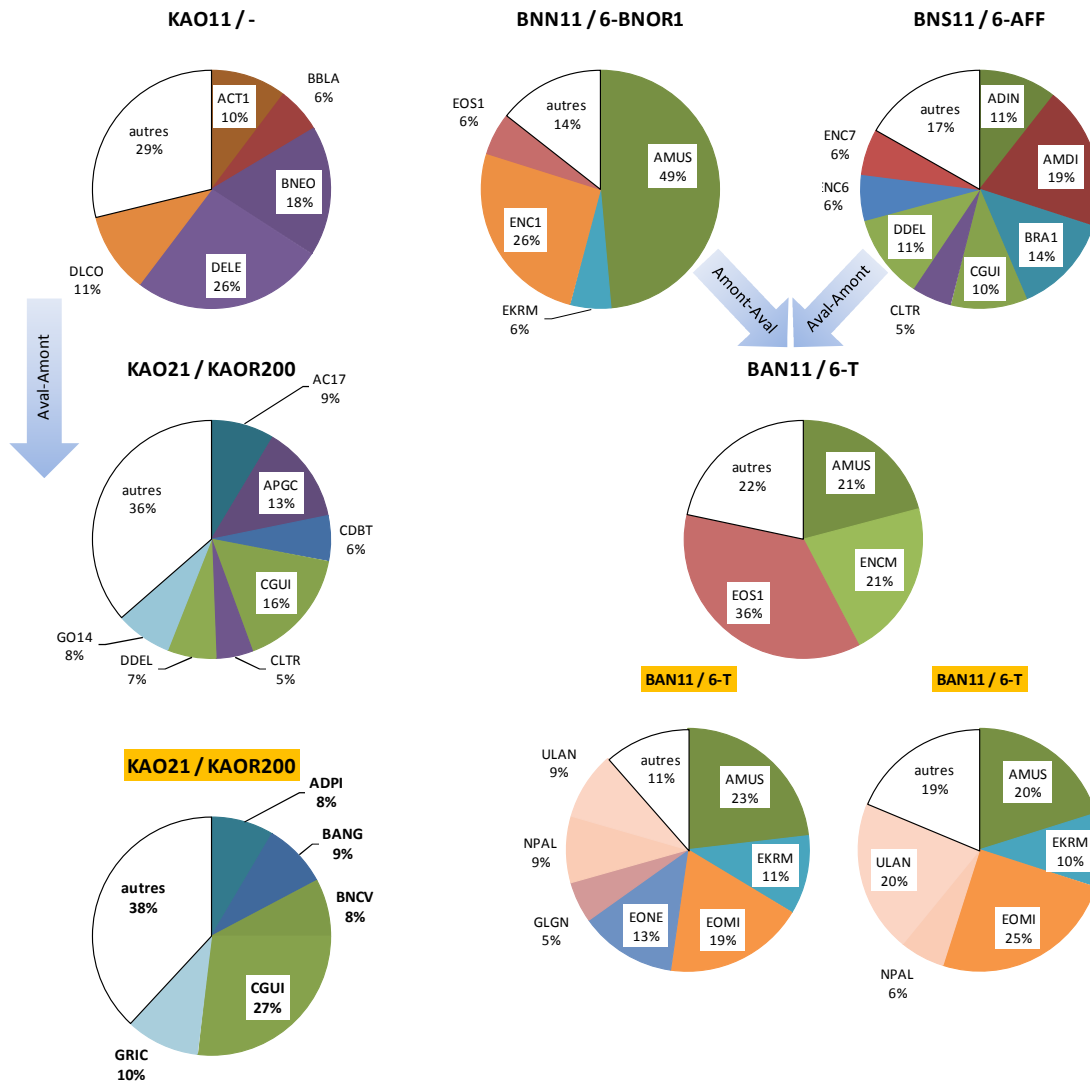 KAO11 / -
ACT1
10%
BBLA
6%
BNEO
18%
DELE
26%
DLCO
11%
autres
29%
BNN11 / 6-BNOR1
AMUS
49%
EKRM
6%
ENC1
26%
EOS1
6%
autres
14%
BNS11 / 6-AFF
ADIN
11%
AMDI
19%
BRA1
14%
CGUI
10%
CLTR
5%
DDEL
11%
ENC6
6%
ENC7
6%
autres
17%
Aval-Amont
Amont-Aval
Aval-Amont
KAO21 / KAOR200
AC17
9%
APGC
13%
CDBT
6%
CGUI
16%
CLTR
5%
DDEL
7%
GO14
8%
autres
36%
BAN11 / 6-T
AMUS
21%
ENCM
21%
EOS1
36%
autres
22%
KAO21 / KAOR200
ADPI
8%
BANG
9%
BNCV
8%
CGUI
27%
GRIC
10%
autres
38%
BAN11 / 6-T
AMUS
23%
EKRM
11%
EOMI
19%
EONE
13%
GLGN
5%
NPAL
9%
ULAN
9%
autres
11%
BAN11 / 6-T
AMUS
20%
EKRM
10%
EOMI
25%
NPAL
6%
ULAN
20%
autres
19%